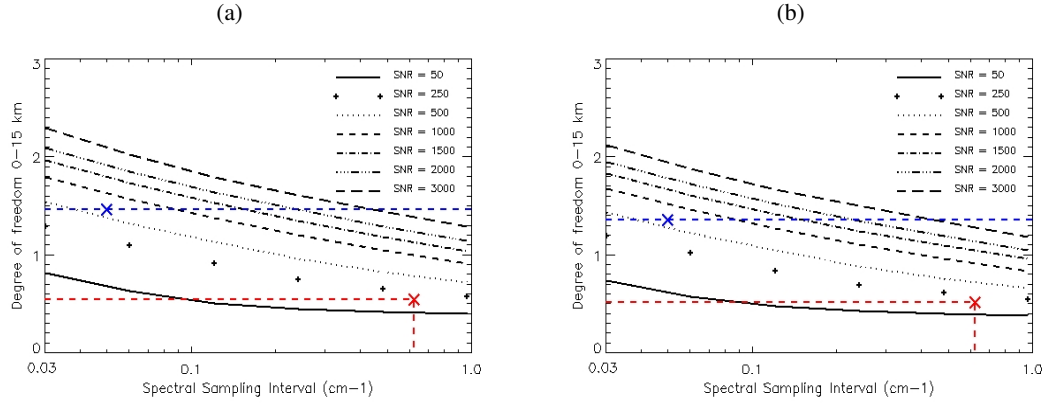 (a)
Degree of freedom 0-15 km
3
2
1
0
SNR = 50
SNR = 250
SNR = 500
SNR = 1000
SNR = 1500
SNR = 2000
SNR = 3000
0.03
0.1
1.0
Spectral Sampling Interval (cm-1)
(b)
Degree of freedom 0-15 km
3
2
1
0
SNR = 50
SNR = 250
SNR = 500
SNR = 1000
SNR = 1500
SNR = 2000
SNR = 3000
0.03
0.1
1.0
Spectral Sampling Interval (cm-1)